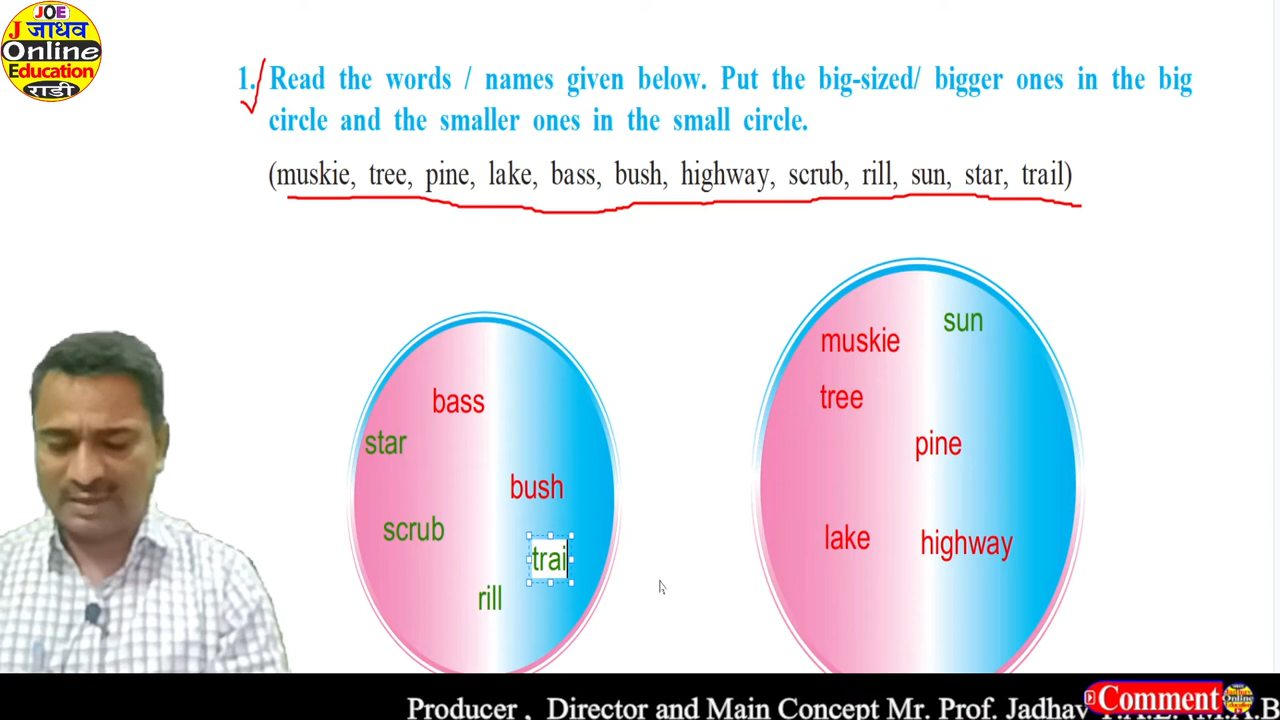 JOE
J जाधव
Online
Education
राडी
1. Read the words / names given below. Put the big-sized/ bigger ones in the big
circle and the smaller ones in the small circle.
(muskie, tree, pine, lake, bass, bush, highway, scrub, rill, sun, star, trail)
bass
star
bush
scrub
trai
rill
sun
muskie
tree
pine
lake
highway
Producer , Director and Main Concept Mr. Prof. Jadhav
Comment